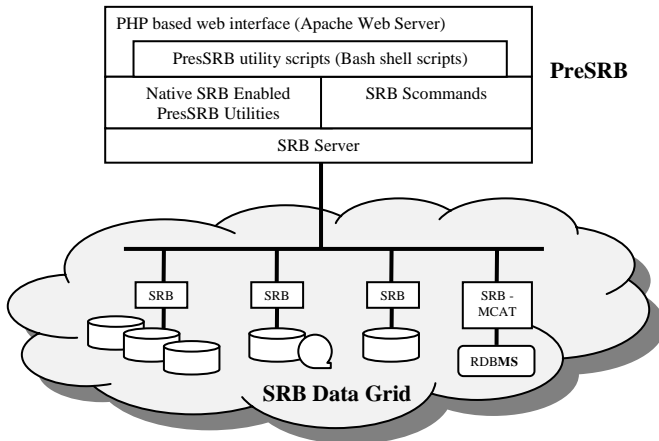 PHP based web interface (Apache Web Server)
PresSRB utility scripts (Bash shell scripts)
PreSRB
Native SRB Enabled
PresSRB Utilities
SRB Scommands
SRB Server
SRB
SRB
SRB
SRB -
MCAT
RDBMS
SRB Data Grid